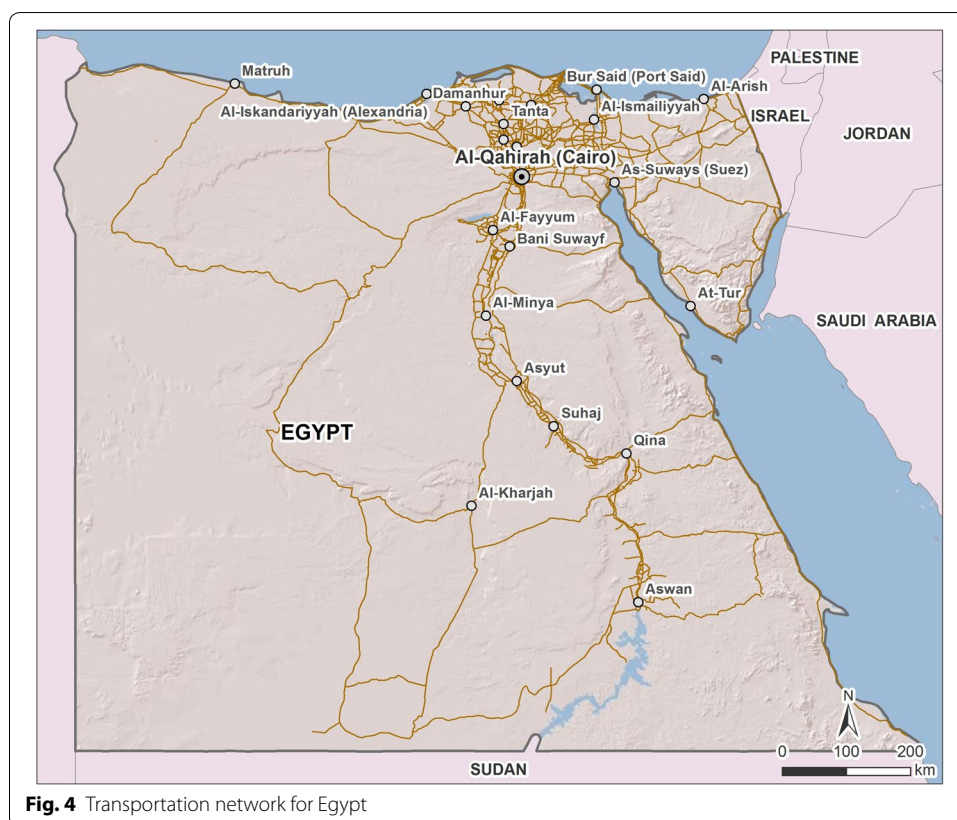 PALESTINE
Matruh
Bur Said (Port Said)
Al-Arish
Damanhur
Al-Iskandariyyah (Alexandria)
Tanta
Al-Ismailiyyah
ISRAEL
JORDAN
Al-Qahirah (Cairo)
As-Suways (Suez)
Al-Fayyum
Bani Suwayf
At-Tur
Al-Minya
SAUDI ARABIA
Asyut
Suhaj
EGYPT
Qina
Al-Kharjah
Aswan
N
0 100 200
km
SUDAN
Fig. 4 Transportation network for Egypt